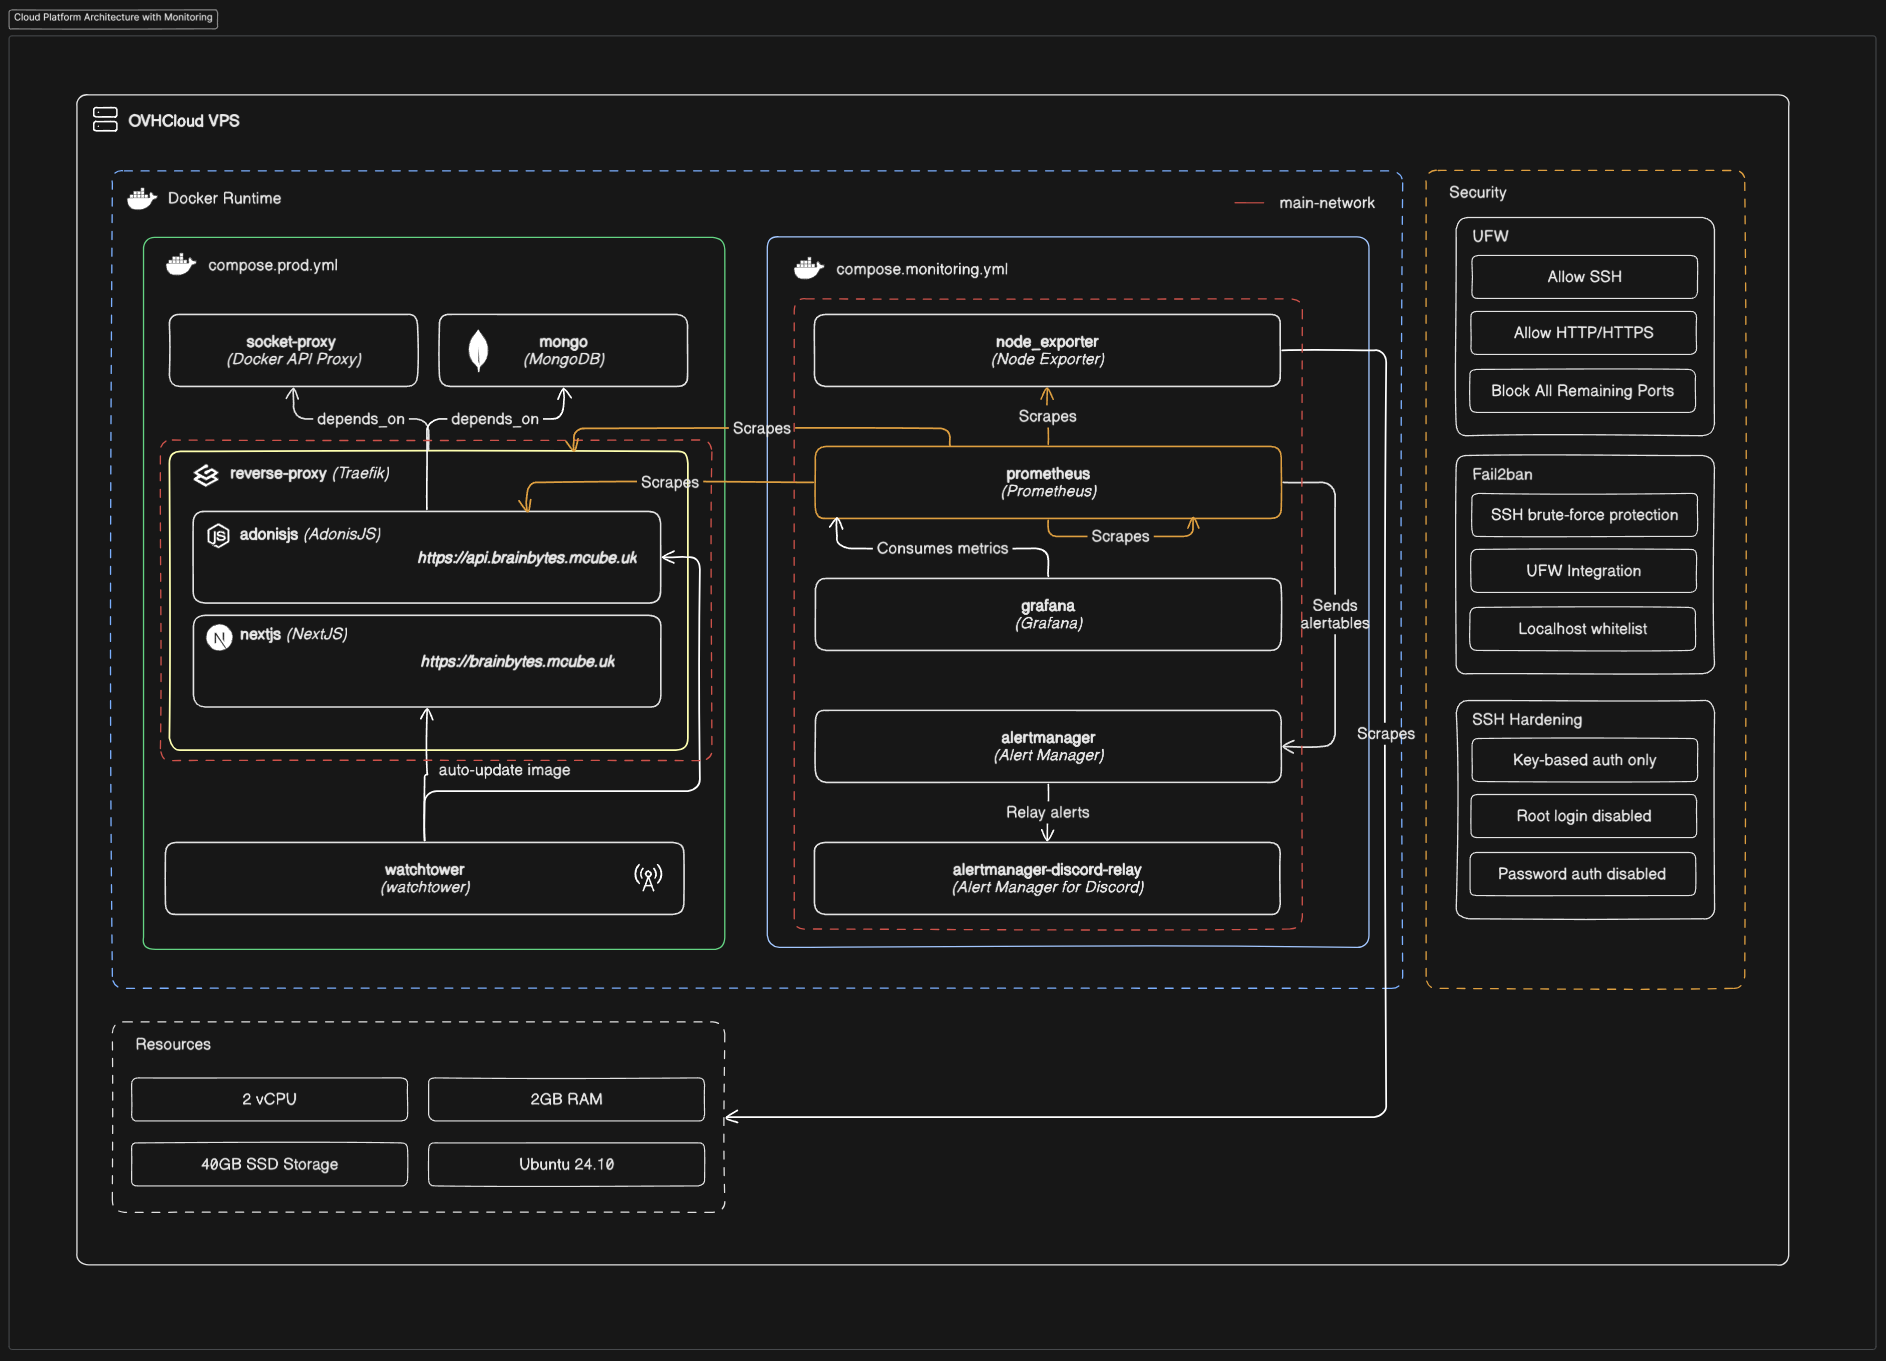 Cloud Platform Architecture with Monitoring
OVHCloud VPS
Docker Runtime
main-network
compose.prod.yml
socket-proxy
(Docker API Proxy)
mongo
(MongoDB)
depends_on
depends_on
reverse-proxy (Traefik)
JS
adonisjs (AdonisJS)
https://api.brainbytes.mcube.uk
N
nextjs (NextJS)
https://brainbytes.mcube.uk
auto-update image
watchtower
(watchtower)
compose.monitoring.yml
node_exporter
(Node Exporter)
Scrapes
Scrapes
Scrapes
prometheus
(Prometheus)
Scrapes
Consumes metrics
grafana
(Grafana)
Sends
alertables
alertmanager
(Alert Manager)
Scrapes
Relay alerts
alertmanager-discord-relay
(Alert Manager for Discord)
Security
UFW
Allow SSH
Allow HTTP/HTTPS
Block All Remaining Ports
Fail2ban
SSH brute-force protection
UFW Integration
Localhost whitelist
SSH Hardening
Key-based auth only
Root login disabled
Password auth disabled
Resources
2 vCPU
2GB RAM
40GB SSD Storage
Ubuntu 24.10